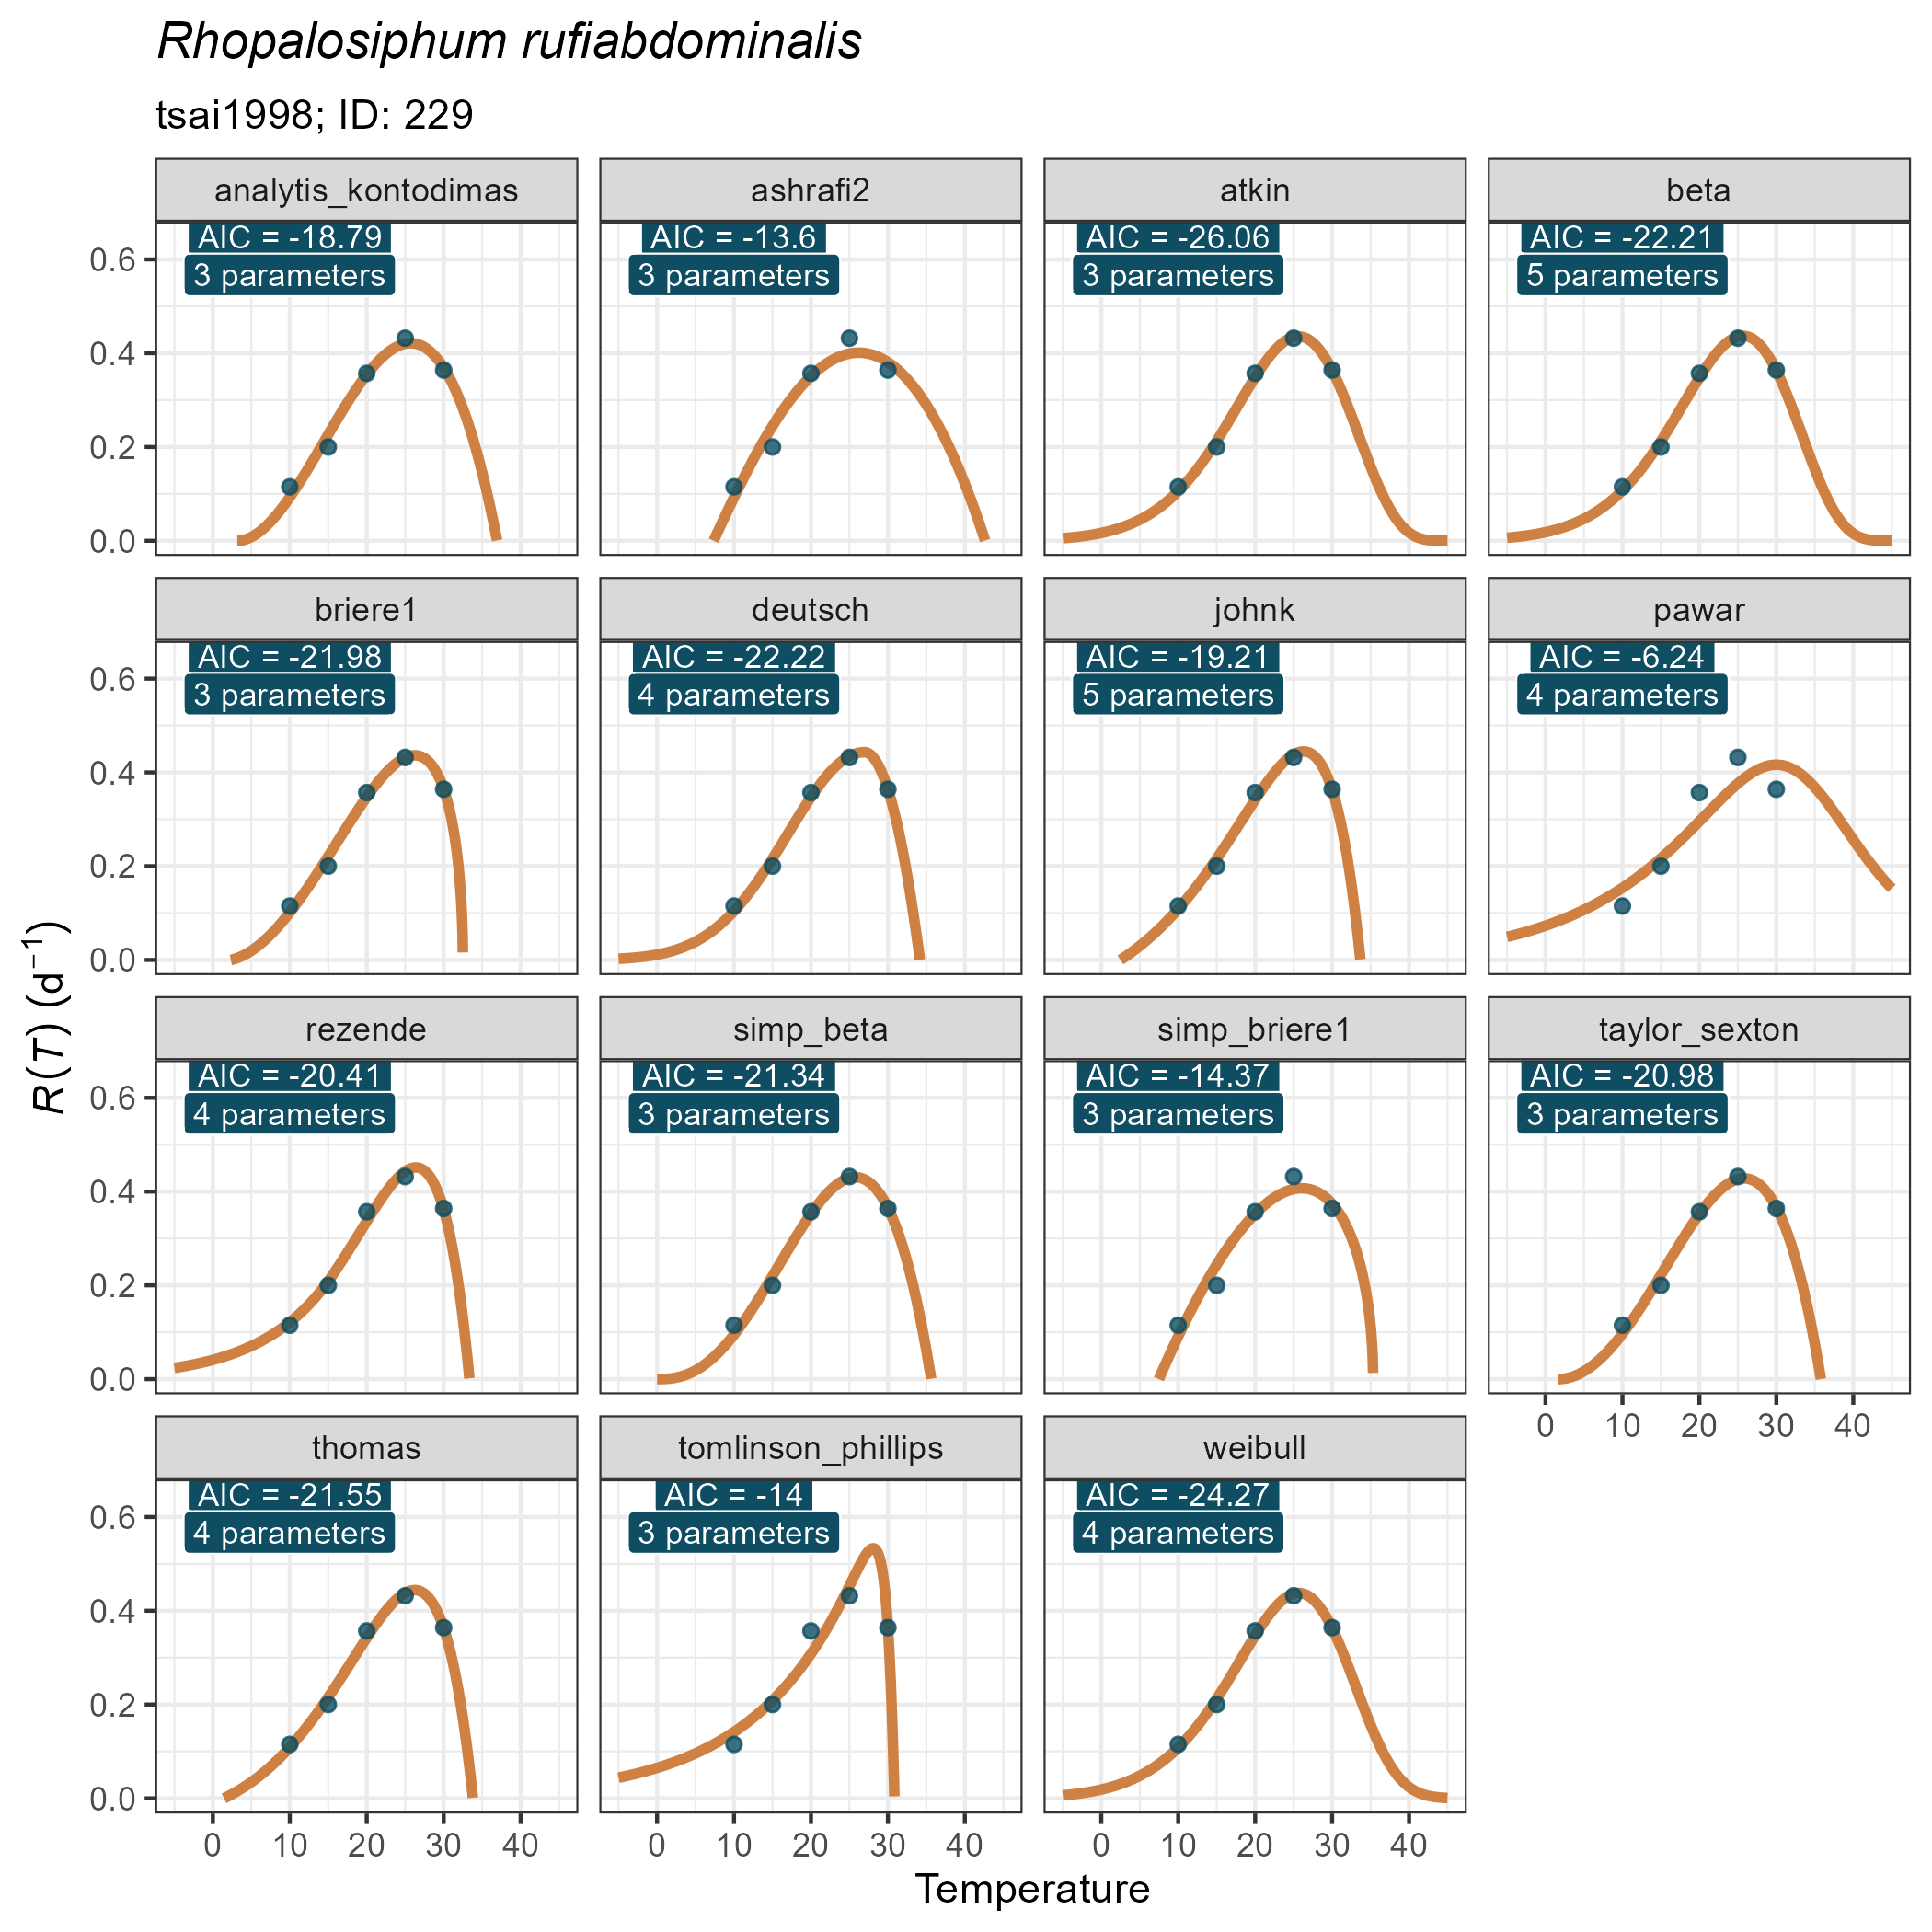 Rhopalosiphum rufiabdominalis
tsai1998; ID: 229
analytis_kontodimas
ashrafi2
atkin
beta
AIC = -18.79
3 parameters
AIC = -13.6
3 parameters
AIC = -26.06
3 parameters
AIC = -22.21
5 parameters
0.6
0.4
0.2
0.0
briere1
deutsch
johnk
pawar
AIC = -21.98
3 parameters
AIC = -22.22
4 parameters
AIC = -19.21
5 parameters
AIC = -6.24
4 parameters
0.6
0.4
0.2
0.0
R(T) (d⁻¹)
rezende
simp_beta
simp_briere1
taylor_sexton
AIC = -20.41
4 parameters
AIC = -21.34
3 parameters
AIC = -14.37
3 parameters
AIC = -20.98
3 parameters
0.6
0.4
0.2
0.0
0 10 20 30 40
thomas
tomlinson_phillips
weibull
AIC = -21.55
4 parameters
AIC = -14
3 parameters
AIC = -24.27
4 parameters
0.6
0.4
0.2
0.0
0 10 20 30 40
0 10 20 30 40
0 10 20 30 40
Temperature